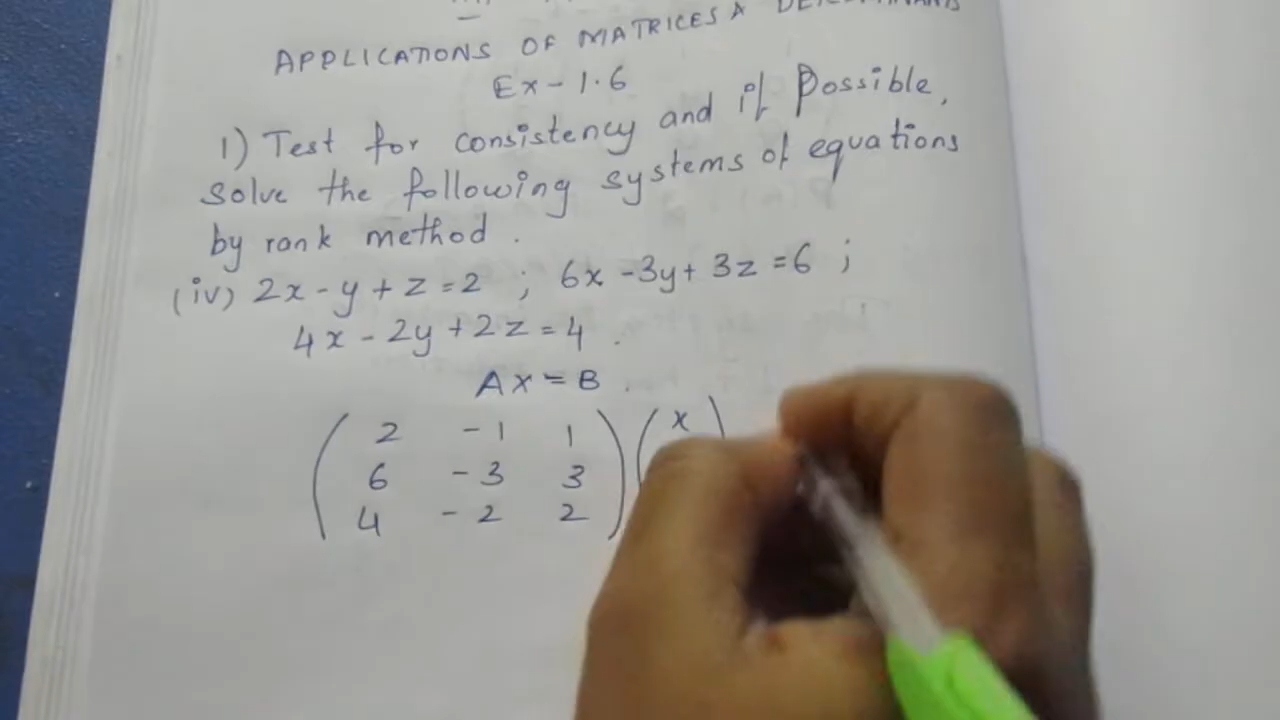 APPLICATIONS OF MATRICES &
Ex-1.6
1) Test for consistency and if Possible,
solve the following systems of equations
by rank method.
(iv) 2x - y + z = 2 ; 6x - 3y + 3z = 6 ;
4x - 2y + 2z = 4 .
AX = B .
2 -1 1 x
6 -3 3
4 -2 2